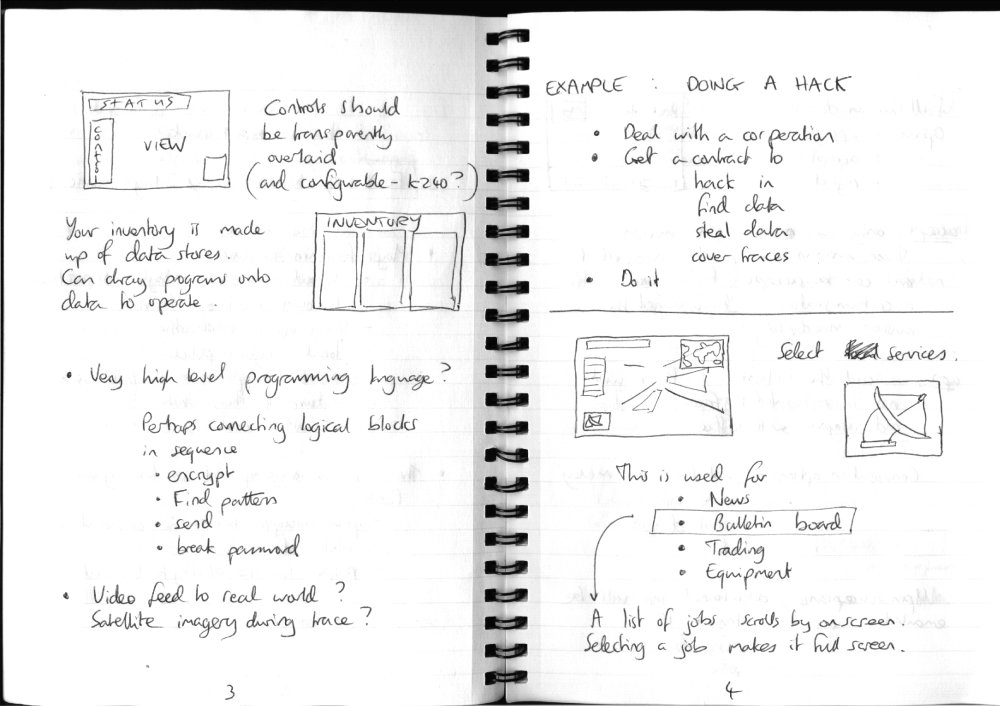 STATUS
CONTROL
VIEW
Controls should
be transparently
overlaid
(and configurable - K240?)
Your inventory is made
up of data stores.
Can drag programs onto
data to operate.
INVENTORY
• Very high level programming language?
Perhaps connecting logical blocks
in sequence
• encrypt
• Find pattern
• send
• break password
• Video feed to real world?
Satellite imagery during trace?
3
EXAMPLE : DOING A HACK
• Deal with a corporation
• Get a contract to
hack in
find data
steal data
cover traces
• Do it
Select services.
This is used for
• News
• Bulletin board
• Trading
• Equipment
A list of jobs scrolls by onscreen.
Selecting a job makes it full screen.
4